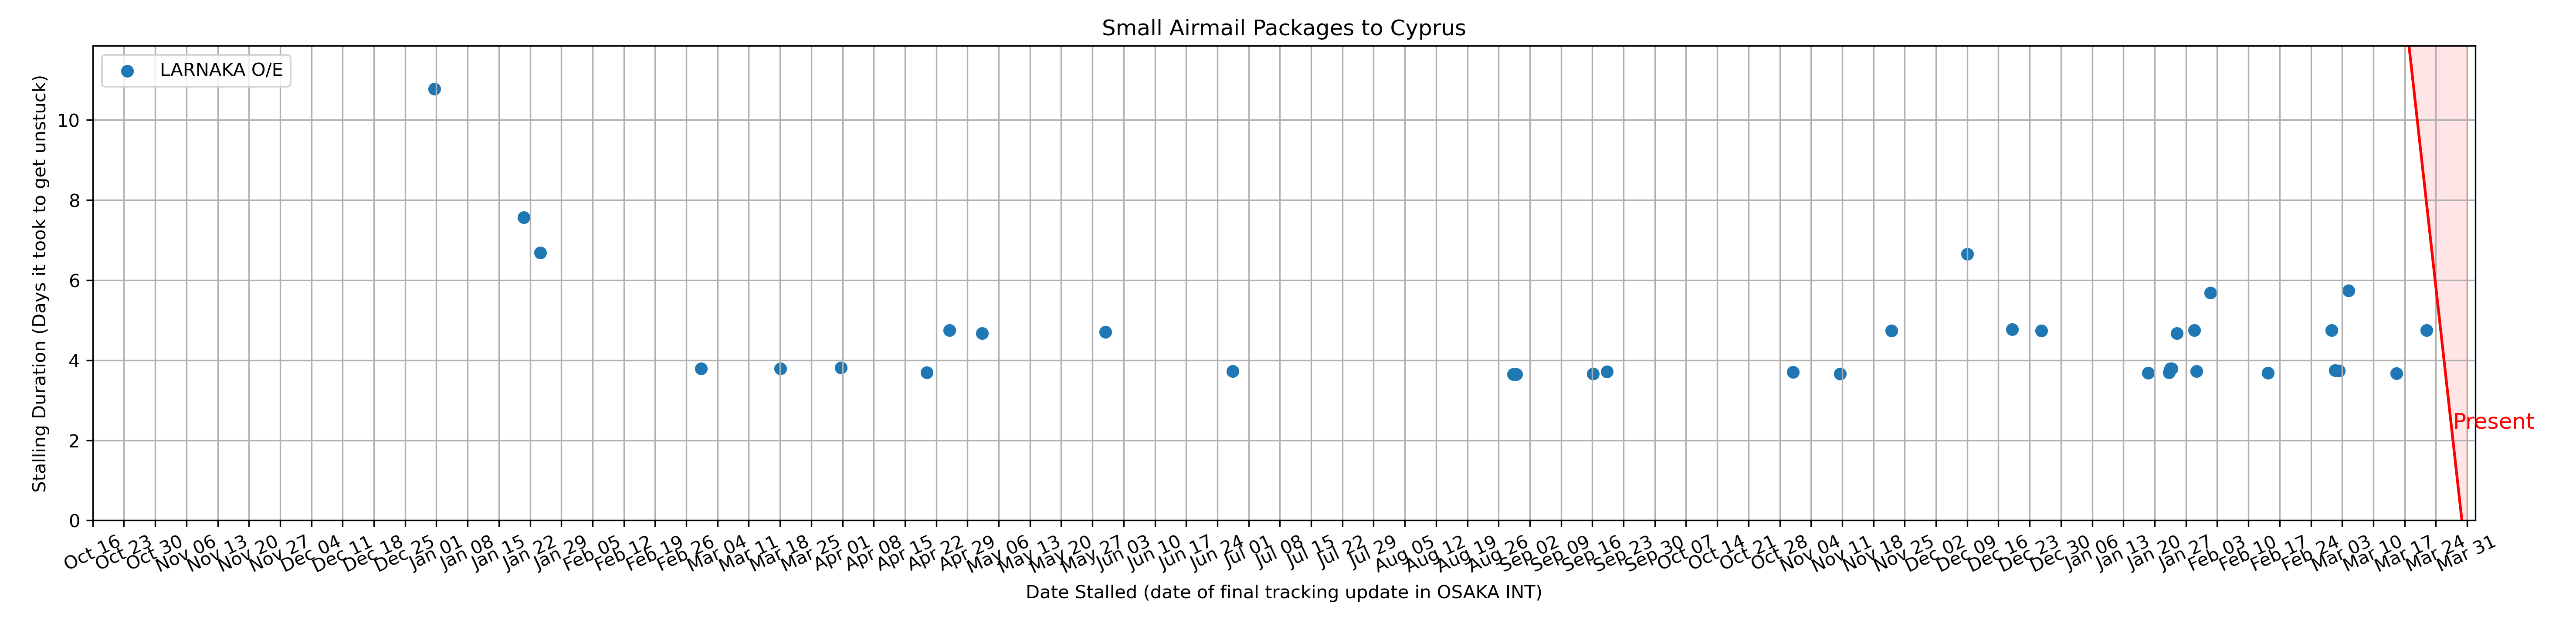 Small Airmail Packages to Cyprus
LARNAKA O/E
10
8
6
4
2
0
Stalling Duration (Days it took to get unstuck)
Present
Oct 16
Oct 23
Oct 30
Nov 06
Nov 13
Nov 20
Nov 27
Dec 04
Dec 11
Dec 18
Dec 25
Jan 01
Jan 08
Jan 15
Jan 22
Jan 29
Feb 05
Feb 12
Feb 19
Feb 26
Mar 04
Mar 11
Mar 18
Mar 25
Apr 01
Apr 08
Apr 15
Apr 22
Apr 29
May 06
May 13
May 20
May 27
Jun 03
Jun 10
Jun 17
Jun 24
Jul 01
Jul 08
Jul 15
Jul 22
Jul 29
Aug 05
Aug 12
Aug 19
Aug 26
Sep 02
Sep 09
Sep 16
Sep 23
Sep 30
Oct 07
Oct 14
Oct 21
Oct 28
Nov 04
Nov 11
Nov 18
Nov 25
Dec 02
Dec 09
Dec 16
Dec 23
Dec 30
Jan 06
Jan 13
Jan 20
Jan 27
Feb 03
Feb 10
Feb 17
Feb 24
Mar 03
Mar 10
Mar 17
Mar 24
Mar 31
Date Stalled (date of final tracking update in OSAKA INT)